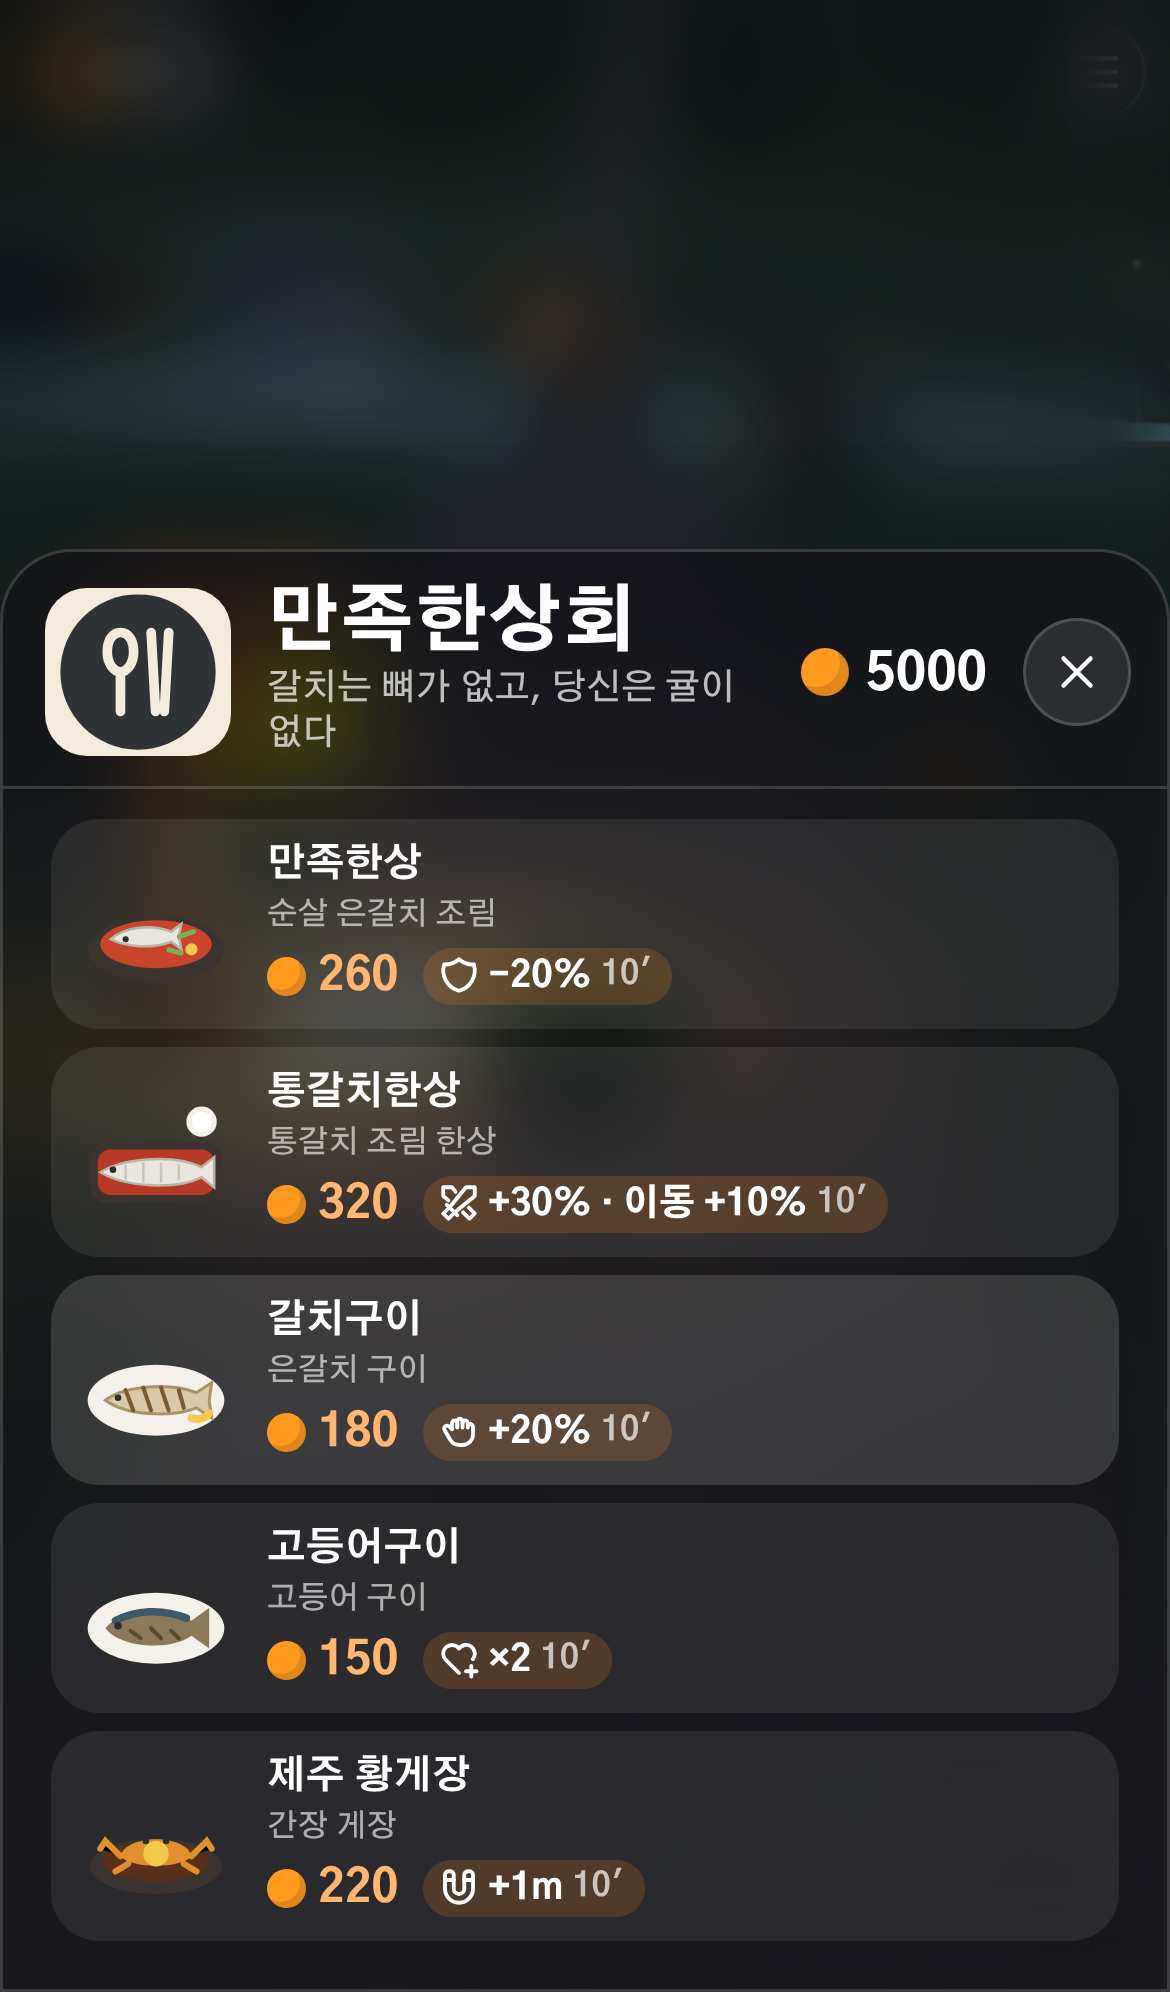 만족한상회
갈치는 뼈가 없고, 당신은 귤이
없다
5000
만족한상
순살 은갈치 조림
260 −20% 10′
통갈치한상
통갈치 조림 한상
320 +30% · 이동 +10% 10′
갈치구이
은갈치 구이
180 +20% 10′
고등어구이
고등어 구이
150 ×2 10′
제주 황게장
간장 게장
220 +1m 10′